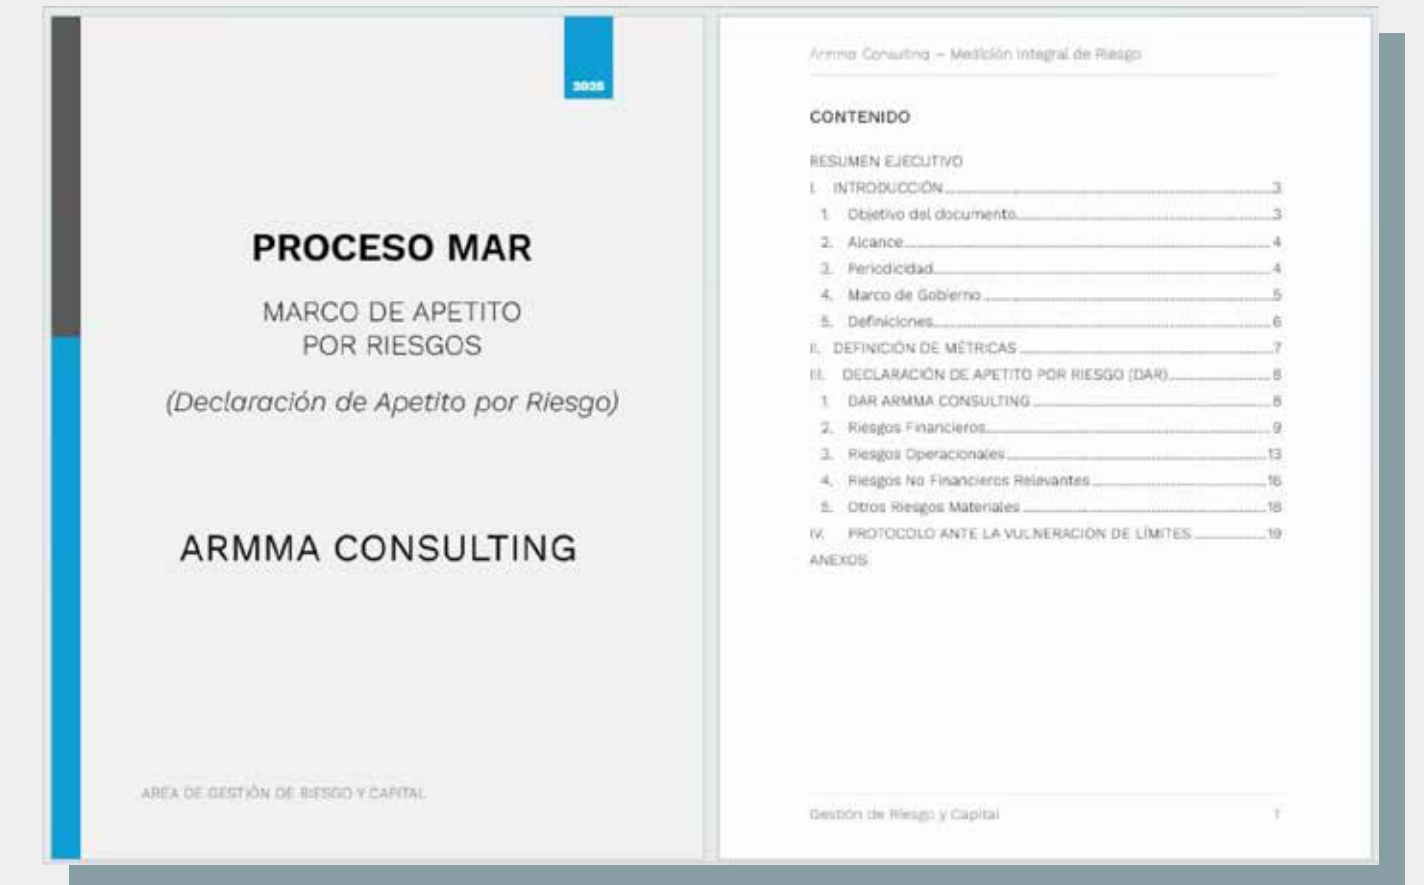 2025
PROCESO MAR
MARCO DE APETITO
POR RIESGOS
(Declaración de Apetito por Riesgo)
ARMMA CONSULTING
AREA DE GESTIÓN DE RIESGO Y CAPITAL
Armma Consulting – Medición Integral de Riesgo
CONTENIDO
RESUMEN EJECUTIVO
I. INTRODUCCIÓN 3
1. Objetivo del documento 3
2. Alcance 4
3. Periodicidad 4
4. Marco de Gobierno 5
5. Definiciones 6
II. DEFINICIÓN DE MÉTRICAS 7
III. DECLARACIÓN DE APETITO POR RIESGO (DAR) 8
1. DAR ARMMA CONSULTING 8
2. Riesgos Financieros 9
3. Riesgos Operacionales 13
4. Riesgos No Financieros Relevantes 16
5. Otros Riesgos Materiales 18
IV. PROTOCOLO ANTE LA VULNERACIÓN DE LÍMITES 19
ANEXOS
Gestión de Riesgo y Capital 1